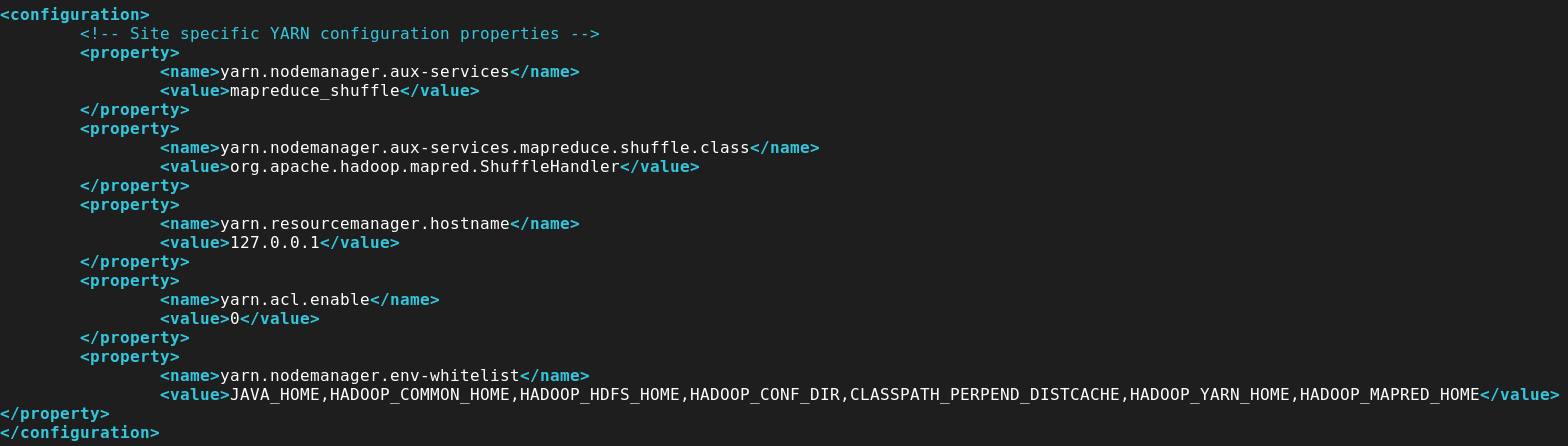 <configuration>
<!-- Site specific YARN configuration properties -->
<property>
<name>yarn.nodemanager.aux-services</name>
<value>mapreduce_shuffle</value>
</property>
<property>
<name>yarn.nodemanager.aux-services.mapreduce.shuffle.class</name>
<value>org.apache.hadoop.mapred.ShuffleHandler</value>
</property>
<property>
<name>yarn.resourcemanager.hostname</name>
<value>127.0.0.1</value>
</property>
<property>
<name>yarn.acl.enable</name>
<value>0</value>
</property>
<property>
<name>yarn.nodemanager.env-whitelist</name>
<value>JAVA_HOME,HADOOP_COMMON_HOME,HADOOP_HDFS_HOME,HADOOP_CONF_DIR,CLASSPATH_PERPEND_DISTCACHE,HADOOP_YARN_HOME,HADOOP_MAPRED_HOME</value>
</property>
</configuration>